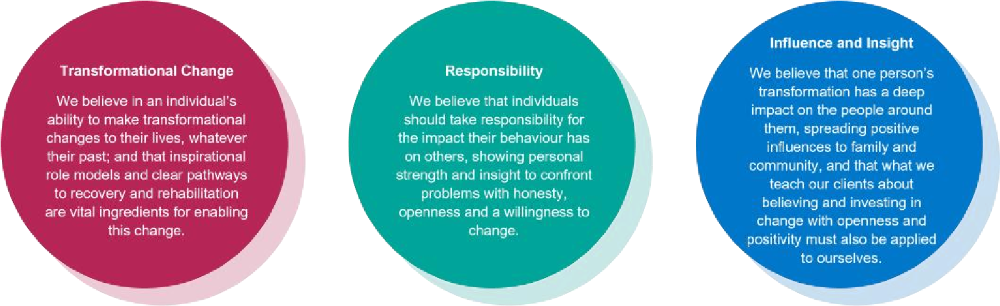 Transformational Change
We believe in an individual's
ability to make transformational
changes to their lives, whatever
their past; and that inspirational
role models and clear pathways
to recovery and rehabilitation
are vital ingredients for enabling
this change.
Responsibility
We believe that individuals
should take responsibility for
the impact their behaviour has
on others, showing personal
strength and insight to confront
problems with honesty,
openness and a willingness to
change.
Influence and Insight
We believe that one person's
transformation has a deep
impact on the people around
them, spreading positive
influences to family and
community, and that what we
teach our clients about
believing and investing in
change with openness and
positivity must also be applied
to ourselves.